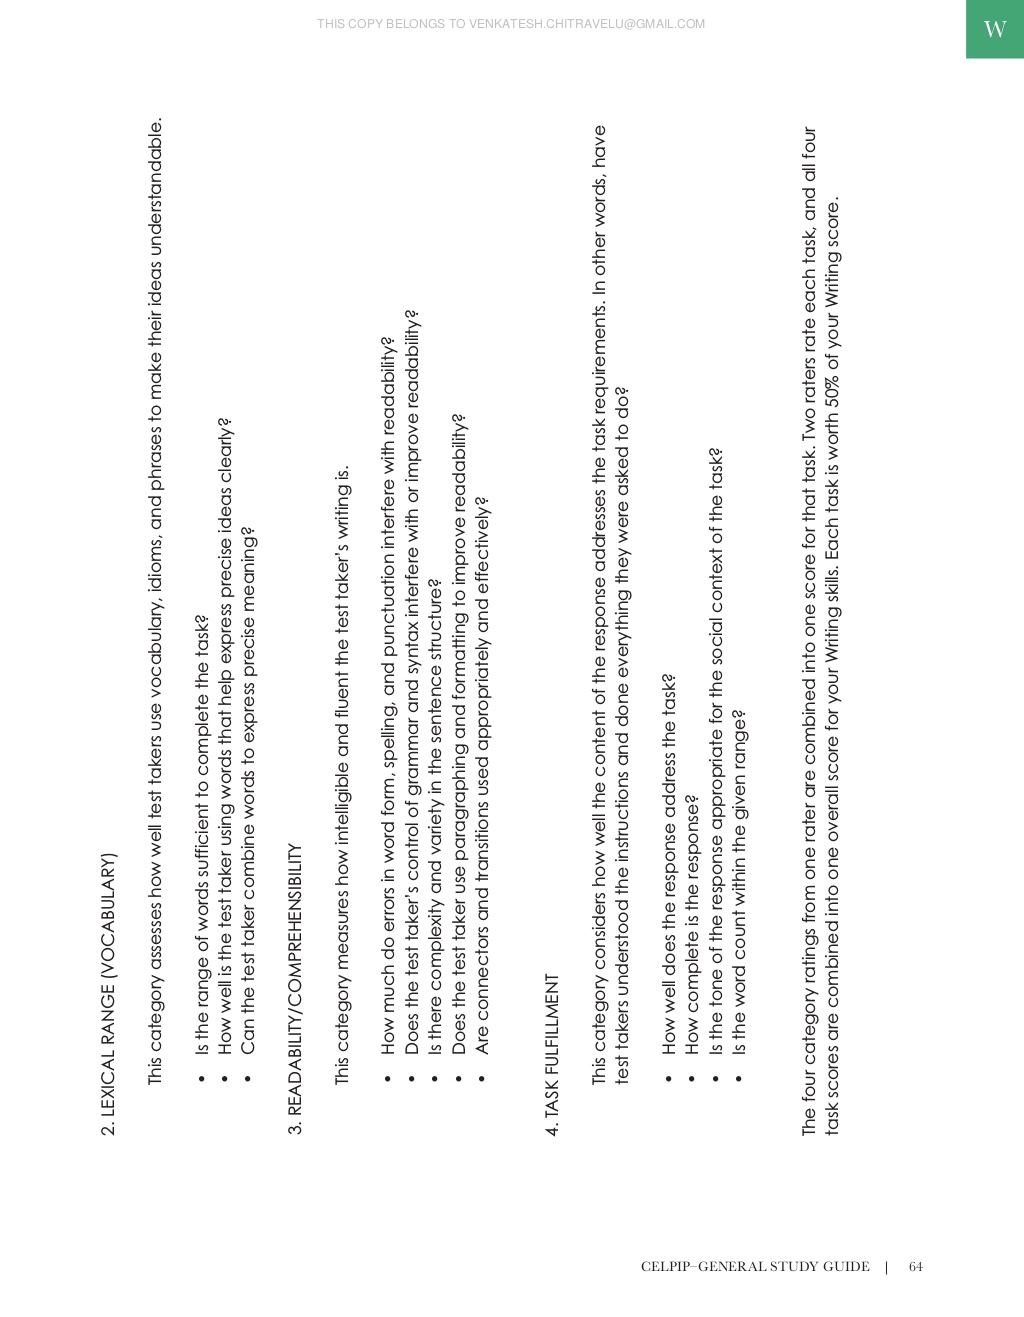 THIS COPY BELONGS TO VENKATESH.CHITRAVELU@GMAIL.COM
W
2. LEXICAL RANGE (VOCABULARY)
This category assesses how well test takers use vocabulary, idioms, and phrases to make their ideas understandable.
• Is the range of words sufficient to complete the task?
• How well is the test taker using words that help express precise ideas clearly?
• Can the test taker combine words to express precise meaning?
3. READABILITY/COMPREHENSIBILITY
This category measures how intelligible and fluent the test taker's writing is.
• How much do errors in word form, spelling, and punctuation interfere with readability?
• Does the test taker's control of grammar and syntax interfere with or improve readability?
• Is there complexity and variety in the sentence structure?
• Does the test taker use paragraphing and formatting to improve readability?
• Are connectors and transitions used appropriately and effectively?
4. TASK FULFILLMENT
This category considers how well the content of the response addresses the task requirements. In other words, have
test takers understood the instructions and done everything they were asked to do?
• How well does the response address the task?
• How complete is the response?
• Is the tone of the response appropriate for the social context of the task?
• Is the word count within the given range?
The four category ratings from one rater are combined into one score for that task. Two raters rate each task, and all four
task scores are combined into one overall score for your Writing skills. Each task is worth 50% of your Writing score.
CELPIP–GENERAL STUDY GUIDE | 64